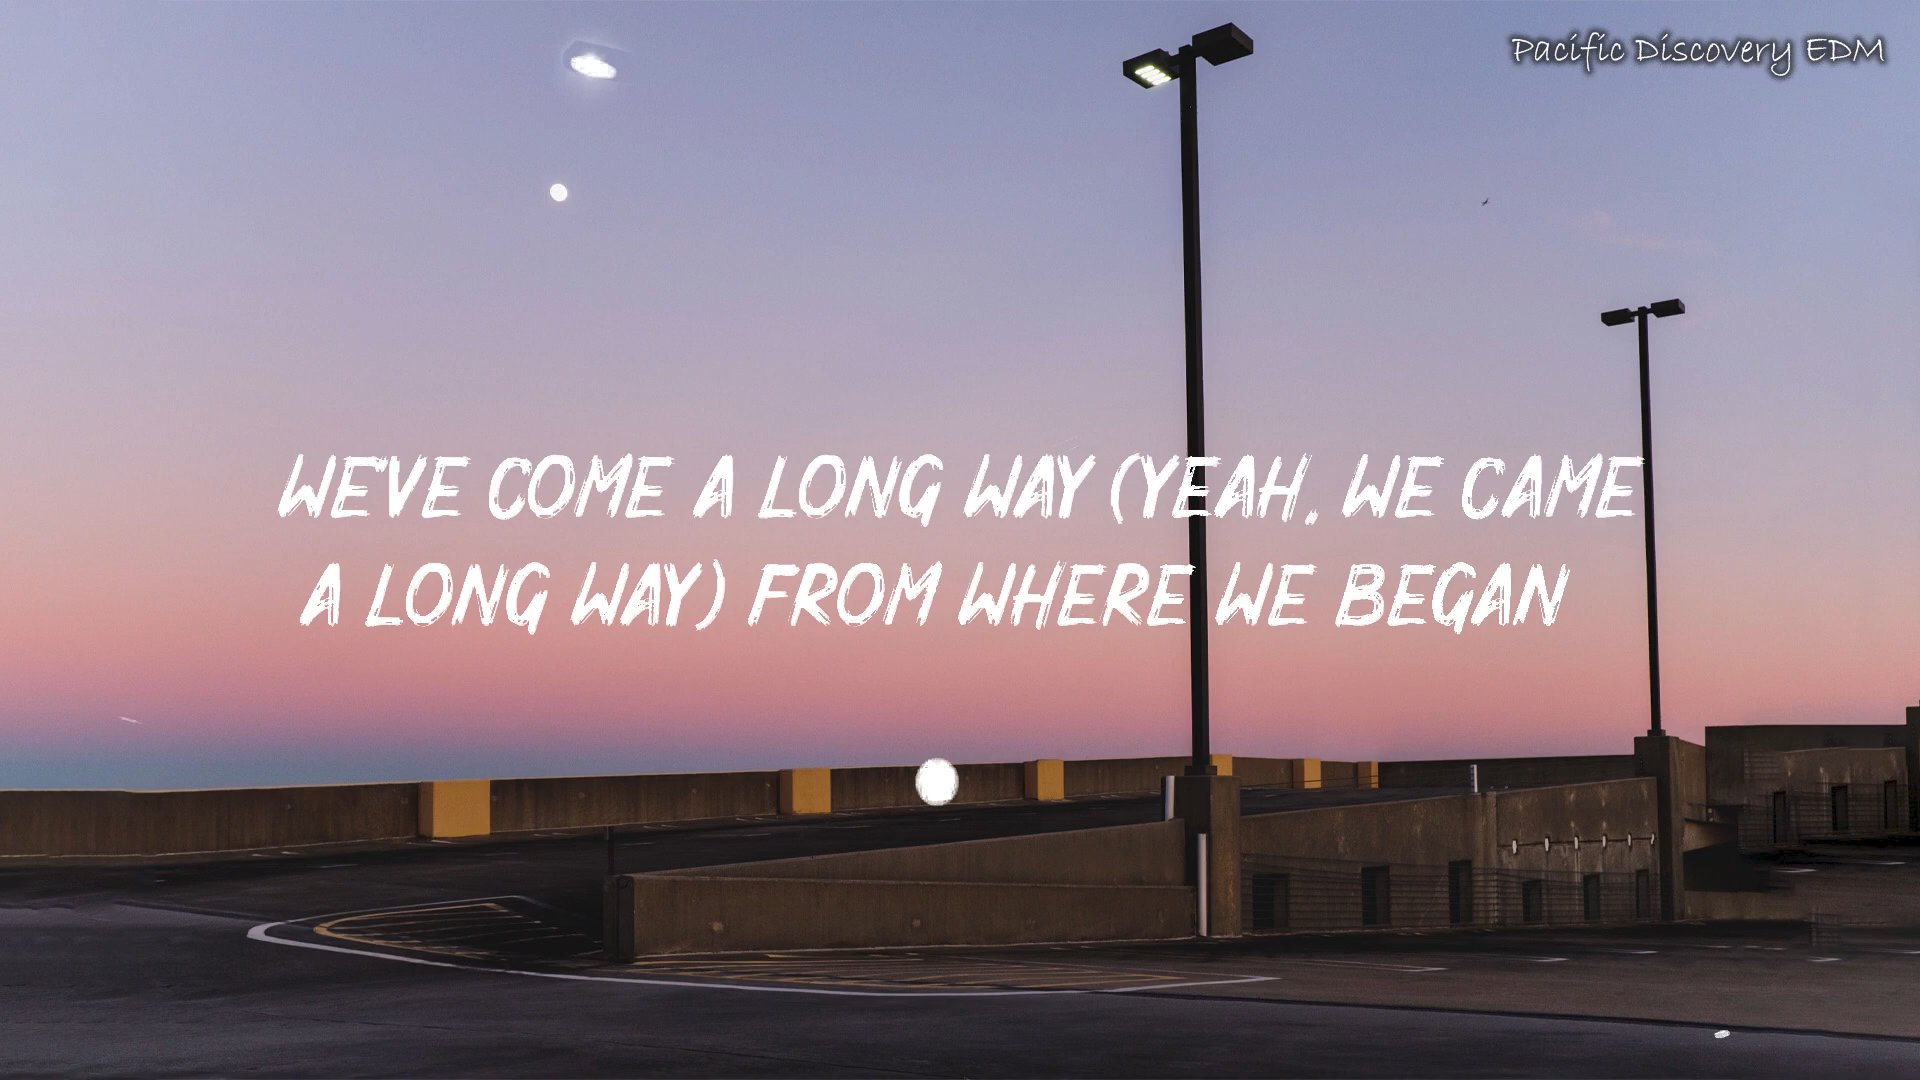 Pacific Discovery EDM
WE'VE COME A LONG WAY (YEAH, WE CAME
A LONG WAY) FROM WHERE WE BEGAN